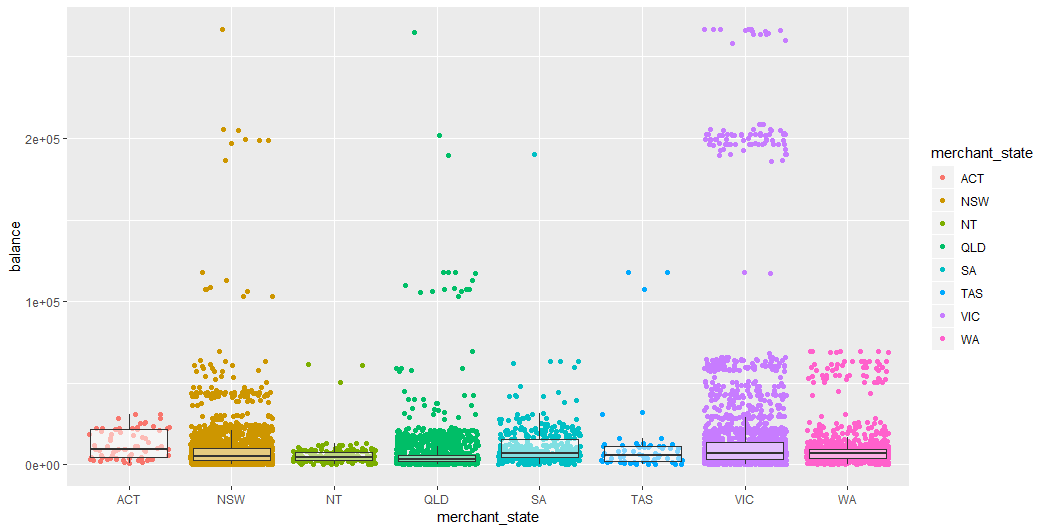 balance
2e+05
1e+05
0e+00
ACT NSW NT QLD SA TAS VIC WA
merchant_state
merchant_state
ACT
NSW
NT
QLD
SA
TAS
VIC
WA